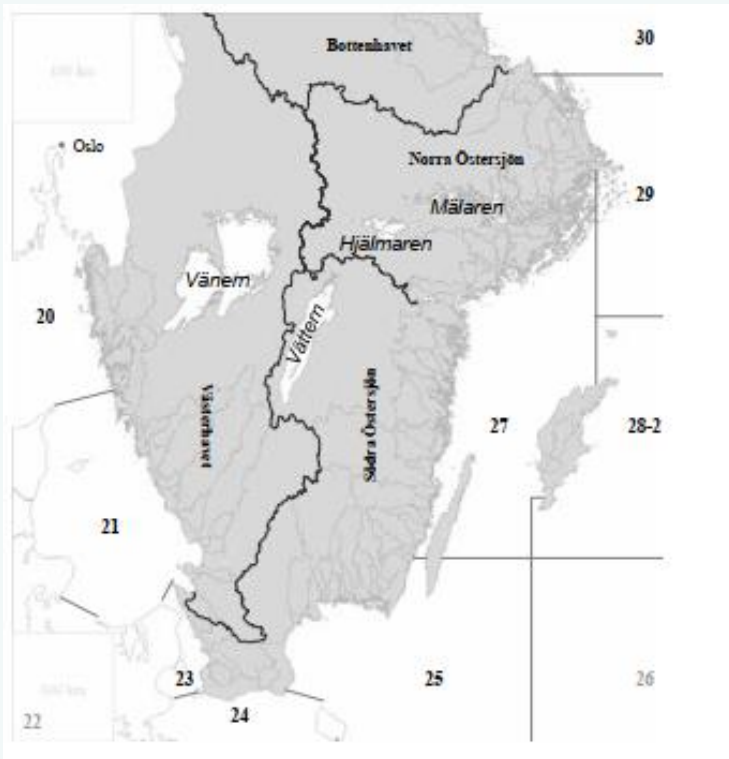 Bottenhavet
30
Oslo
Norra Östersjön
Mälaren
29
Hjälmaren
Vänern
20
Vättern
Västerhavet
Södra Östersjön
27
28-2
21
23
25
26
24
22